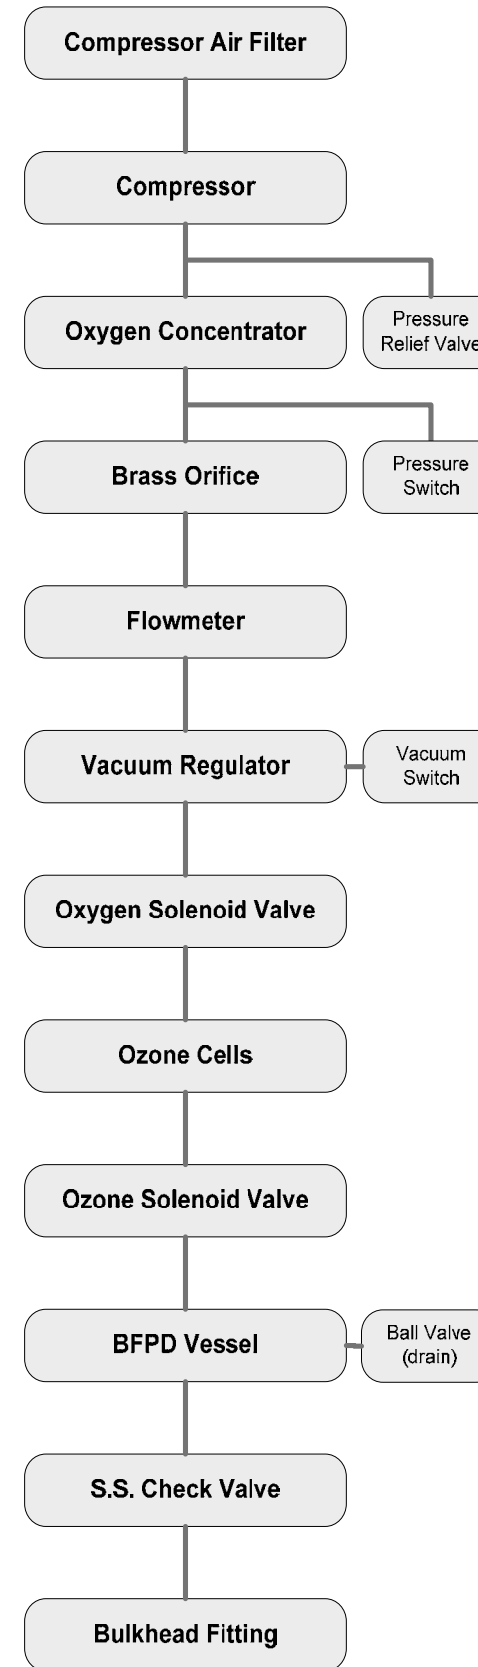 Compressor Air Filter
Compressor
Oxygen Concentrator
Pressure
Relief Valve
Brass Orifice
Pressure
Switch
Flowmeter
Vacuum Regulator
Vacuum
Switch
Oxygen Solenoid Valve
Ozone Cells
Ozone Solenoid Valve
BFPD Vessel
Ball Valve
(drain)
S.S. Check Valve
Bulkhead Fitting